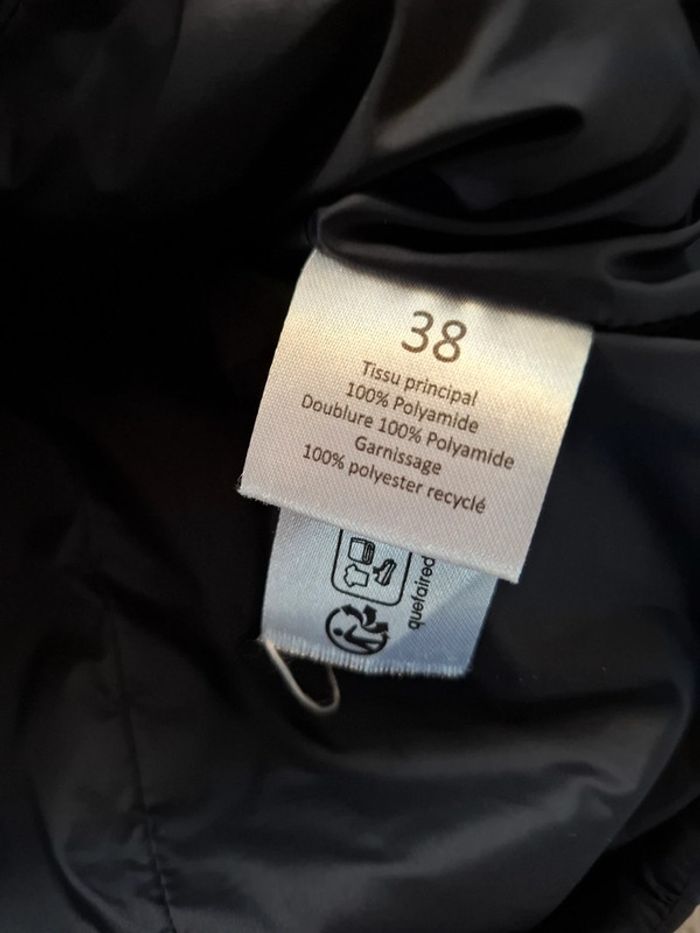 38
Tissu principal
100% Polyamide
Doublure 100% Polyamide
Garnissage
100% polyester recyclé
quefaired